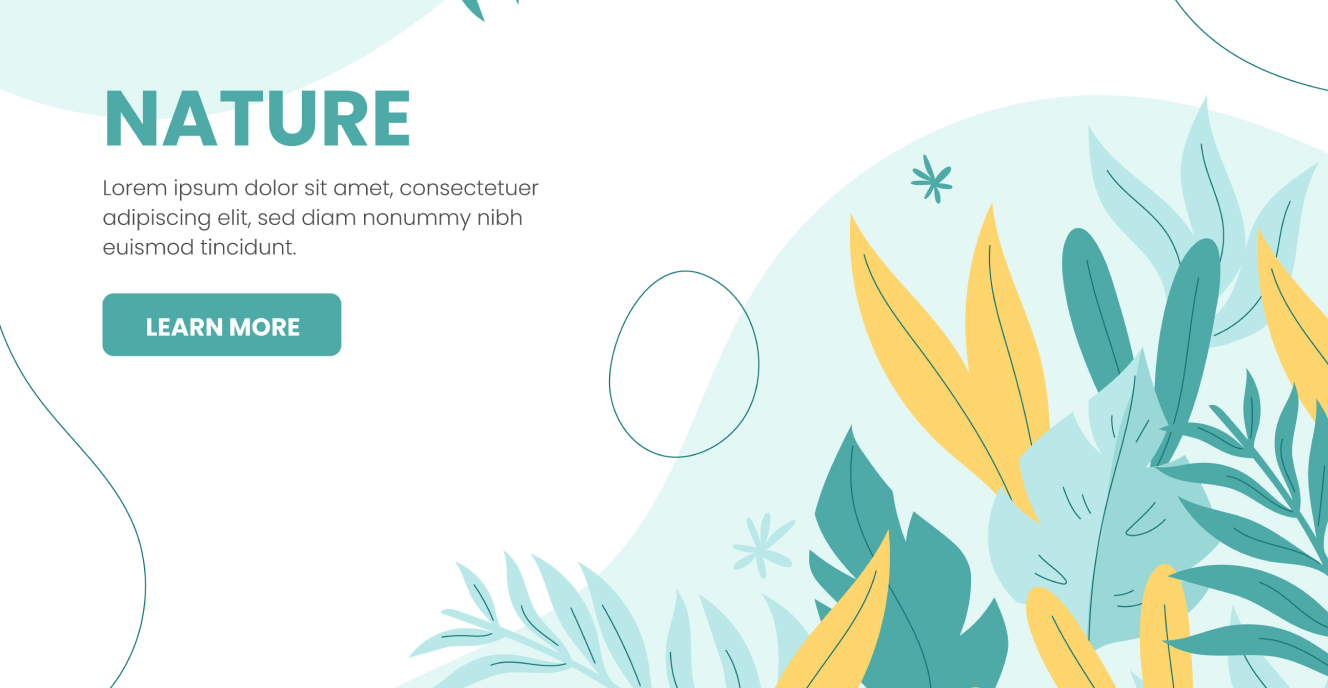 NATURE
Lorem ipsum dolor sit amet, consectetuer
adipiscing elit, sed diam nonummy nibh
euismod tincidunt.
LEARN MORE